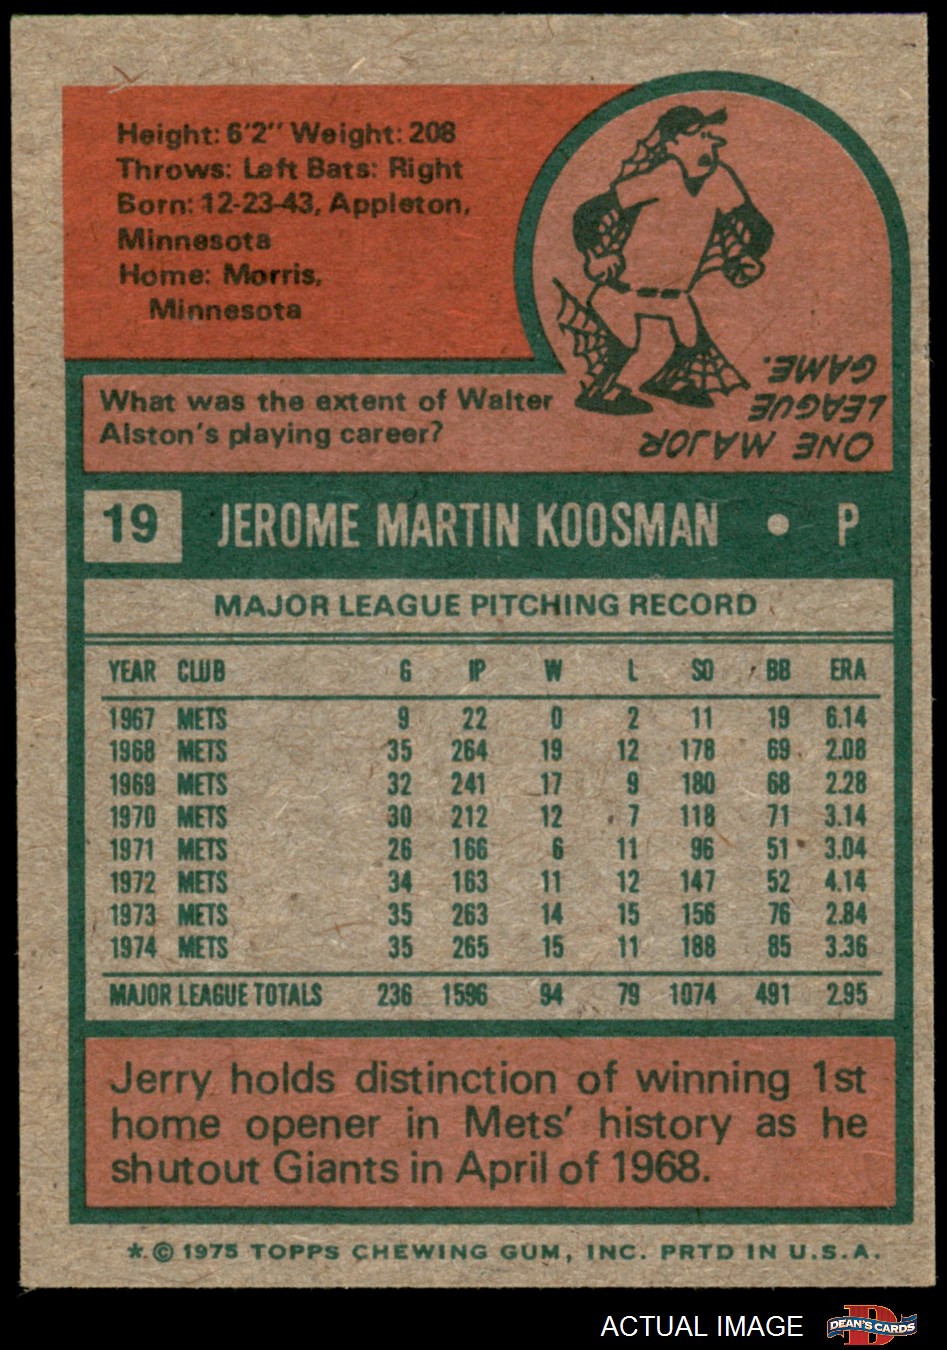 Height: 6'2" Weight: 208
Throws: Left Bats: Right
Born: 12-23-43, Appleton,
Minnesota
Home: Morris,
Minnesota
What was the extent of Walter
Alston's playing career?
ONE MAJOR
LEAGUE
GAME.
19 JEROME MARTIN KOOSMAN • P
MAJOR LEAGUE PITCHING RECORD
YEAR CLUB G IP W L SO BB ERA
1967 METS 9 22 0 2 11 19 6.14
1968 METS 35 264 19 12 178 69 2.08
1969 METS 32 241 17 9 180 68 2.28
1970 METS 30 212 12 7 118 71 3.14
1971 METS 26 166 6 11 96 51 3.04
1972 METS 34 163 11 12 147 52 4.14
1973 METS 35 263 14 15 156 76 2.84
1974 METS 35 265 15 11 188 85 3.36
MAJOR LEAGUE TOTALS 236 1596 94 79 1074 491 2.95
Jerry holds distinction of winning 1st
home opener in Mets' history as he
shutout Giants in April of 1968.
*.© 1975 TOPPS CHEWING GUM, INC. PRTD IN U.S.A.
ACTUAL IMAGE
D
DEAN'S CARDS